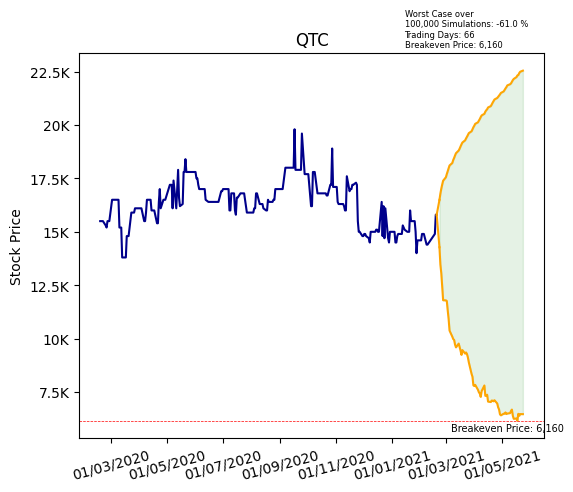 Worst Case over
100,000 Simulations: -61.0 %
Trading Days: 66
Breakeven Price: 6,160
QTC
22.5K
20K
17.5K
15K
12.5K
10K
7.5K
Stock Price
Breakeven Price: 6,160
01/03/2020
01/05/2020
01/07/2020
01/09/2020
01/11/2020
01/01/2021
01/03/2021
01/05/2021